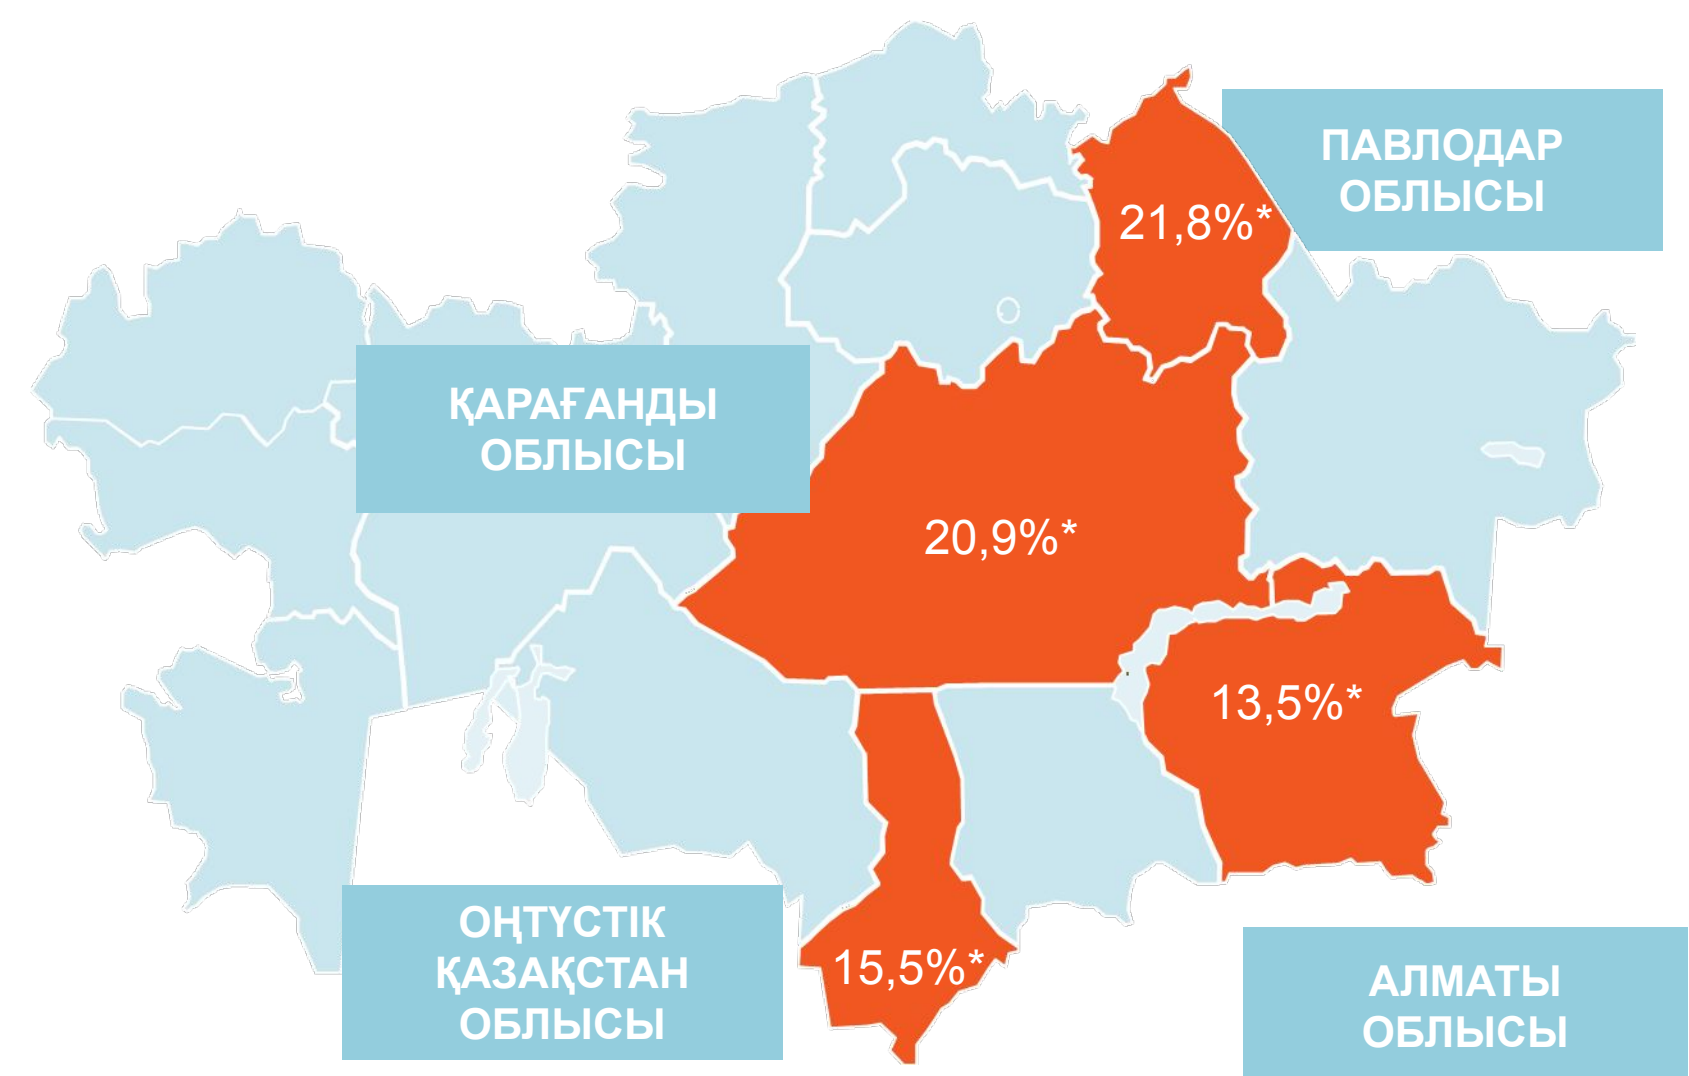 ПАВЛОДАР
ОБЛЫСЫ
21,8%*
ҚАРАҒАНДЫ
ОБЛЫСЫ
20,9%*
13,5%*
ОҢТҮСТІК
ҚАЗАҚСТАН
ОБЛЫСЫ
15,5%*
АЛМАТЫ
ОБЛЫСЫ